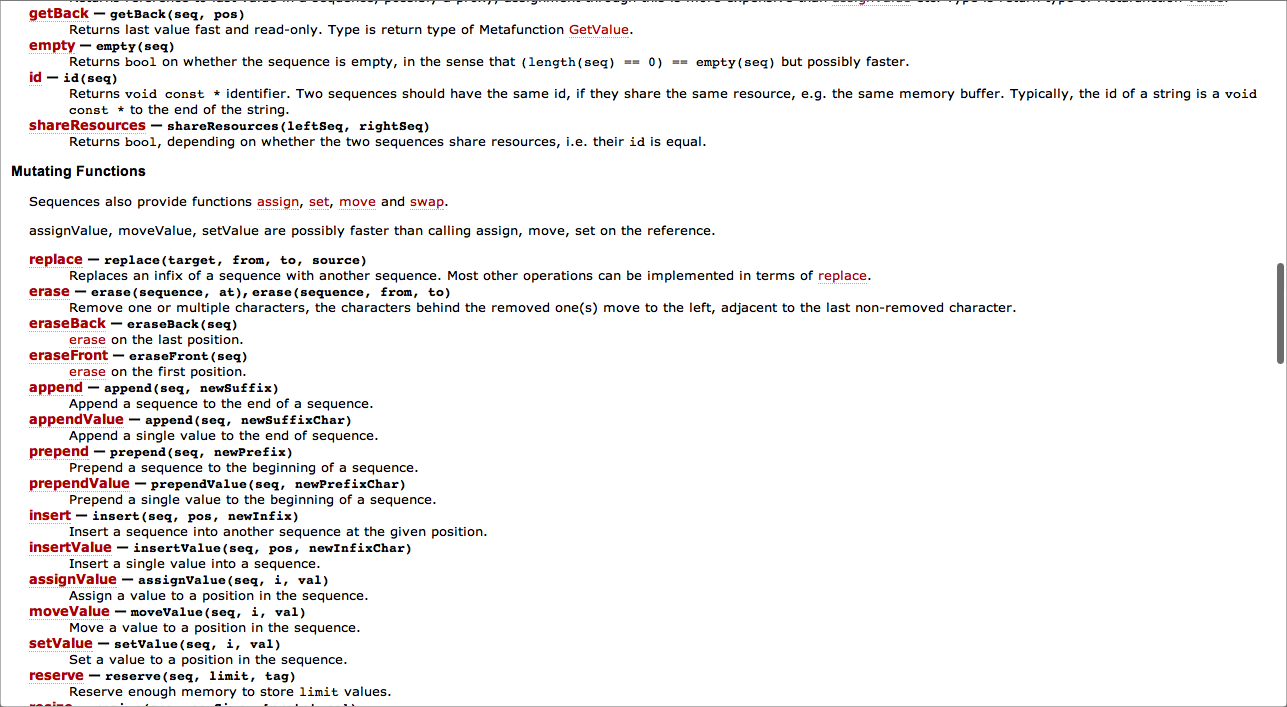 getBack — getBack(seq, pos)
Returns last value fast and read-only. Type is return type of Metafunction GetValue.
empty — empty(seq)
Returns bool on whether the sequence is empty, in the sense that (length(seq) == 0) == empty(seq) but possibly faster.
id — id(seq)
Returns void const * identifier. Two sequences should have the same id, if they share the same resource, e.g. the same memory buffer. Typically, the id of a string is a void
const * to the end of the string.
shareResources — shareResources(leftSeq, rightSeq)
Returns bool, depending on whether the two sequences share resources, i.e. their id is equal.
Mutating Functions
Sequences also provide functions assign, set, move and swap.
assignValue, moveValue, setValue are possibly faster than calling assign, move, set on the reference.
replace — replace(target, from, to, source)
Replaces an infix of a sequence with another sequence. Most other operations can be implemented in terms of replace.
erase — erase(sequence, at), erase(sequence, from, to)
Remove one or multiple characters, the characters behind the removed one(s) move to the left, adjacent to the last non-removed character.
eraseBack — eraseBack(seq)
erase on the last position.
eraseFront — eraseFront(seq)
erase on the first position.
append — append(seq, newSuffix)
Append a sequence to the end of a sequence.
appendValue — append(seq, newSuffixChar)
Append a single value to the end of sequence.
prepend — prepend(seq, newPrefix)
Prepend a sequence to the beginning of a sequence.
prependValue — prependValue(seq, newPrefixChar)
Prepend a single value to the beginning of a sequence.
insert — insert(seq, pos, newInfix)
Insert a sequence into another sequence at the given position.
insertValue — insertValue(seq, pos, newInfixChar)
Insert a single value into a sequence.
assignValue — assignValue(seq, i, val)
Assign a value to a position in the sequence.
moveValue — moveValue(seq, i, val)
Move a value to a position in the sequence.
setValue — setValue(seq, i, val)
Set a value to a position in the sequence.
reserve — reserve(seq, limit, tag)
Reserve enough memory to store limit values.